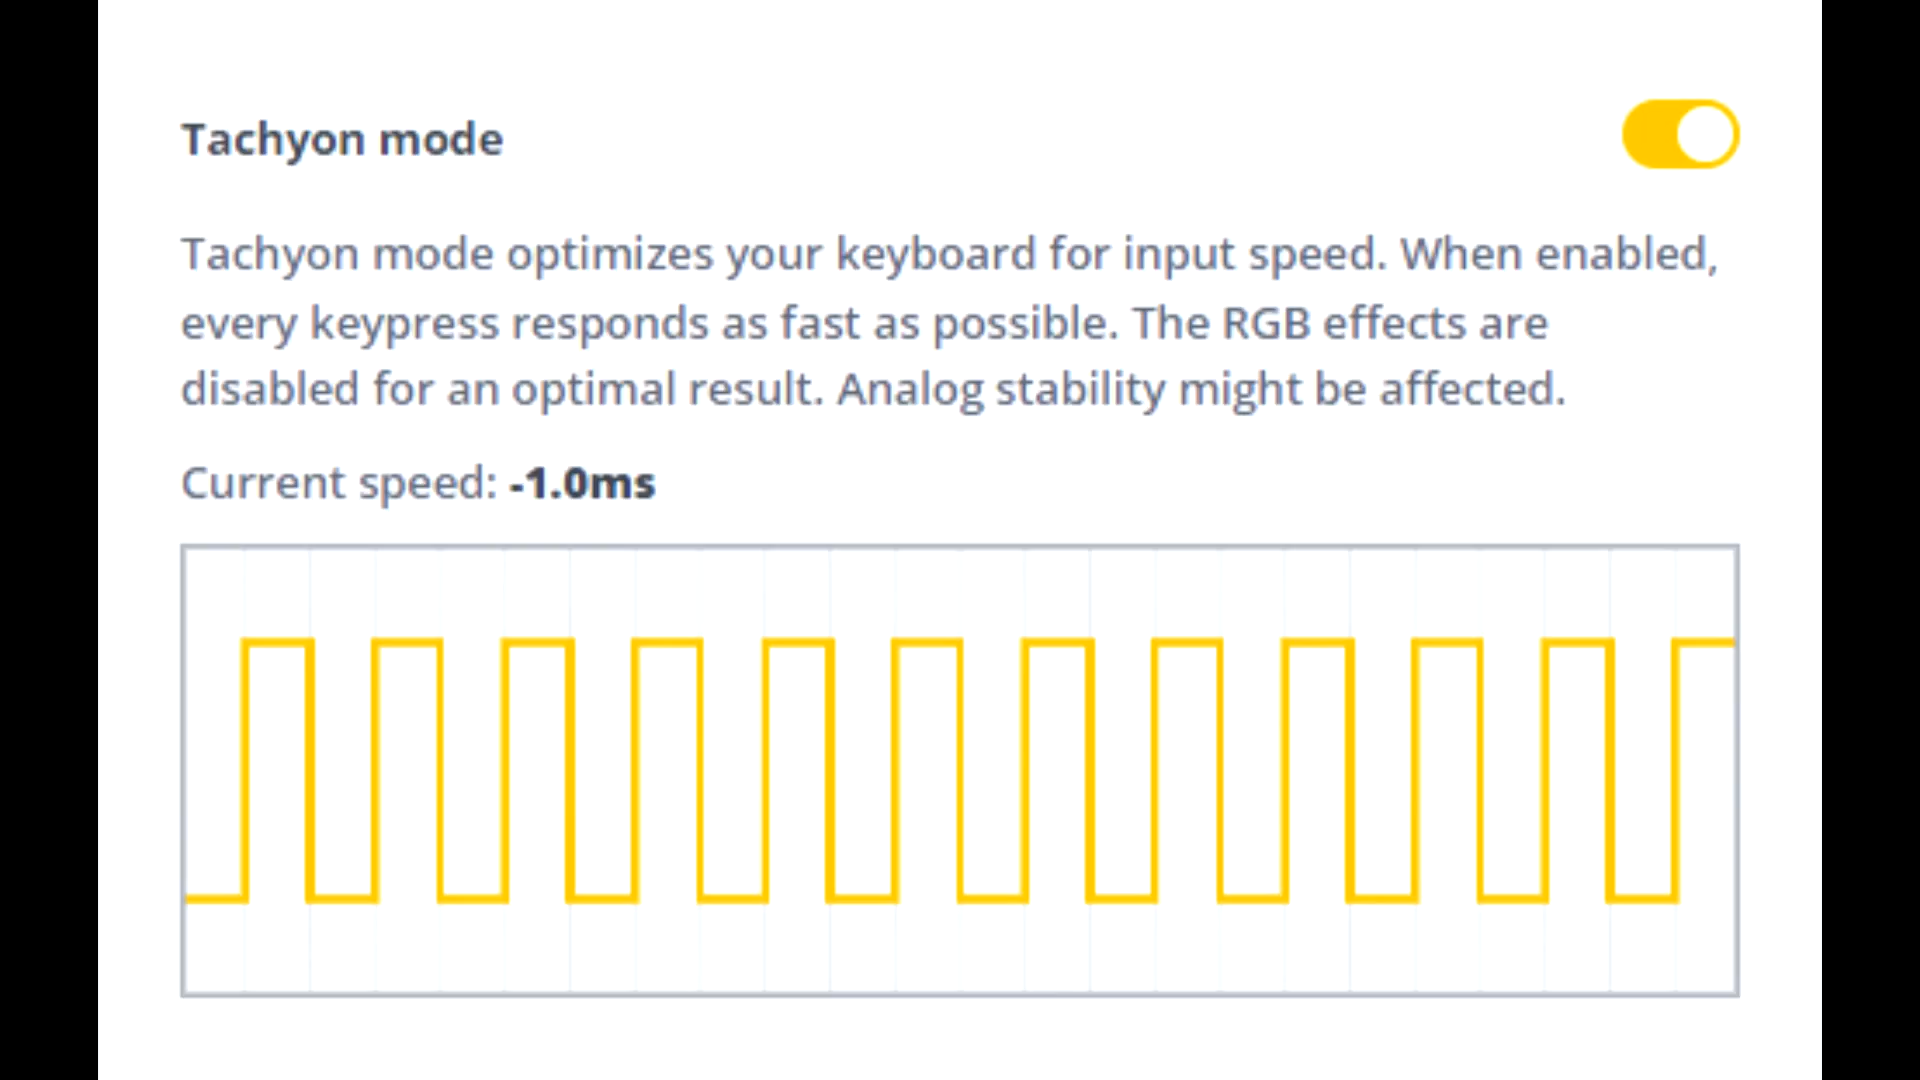 Tachyon mode
Tachyon mode optimizes your keyboard for input speed. When enabled,
every keypress responds as fast as possible. The RGB effects are
disabled for an optimal result. Analog stability might be affected.
Current speed: -1.0ms